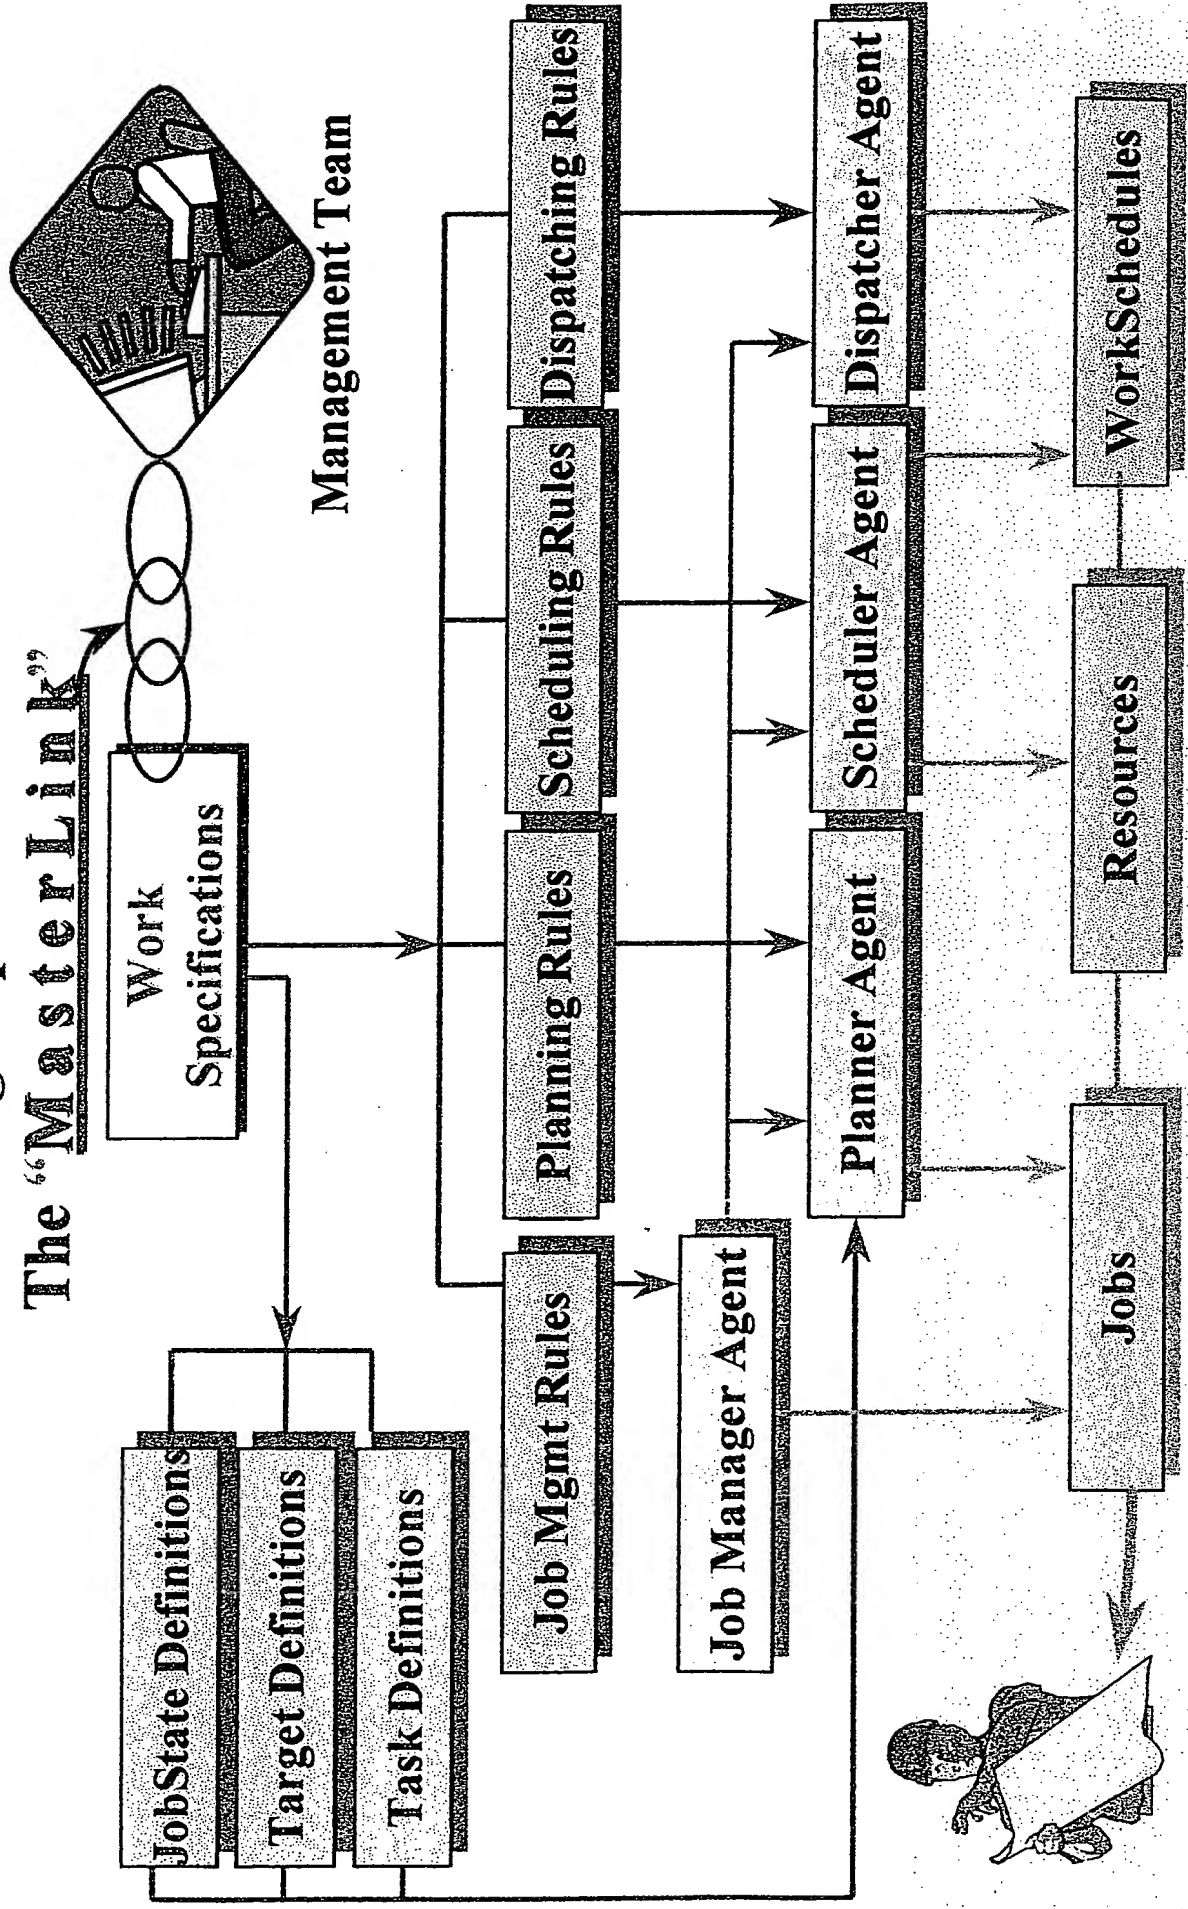 The “MasterLink”
Management Team
Work
Specifications
JobState Definitions
Target Definitions
Task Definitions
Job Mgmt Rules
Planning Rules
Scheduling Rules
Dispatching Rules
Job Manager Agent
Planner Agent
Scheduler Agent
Dispatcher Agent
Jobs
Resources
WorkSchedules